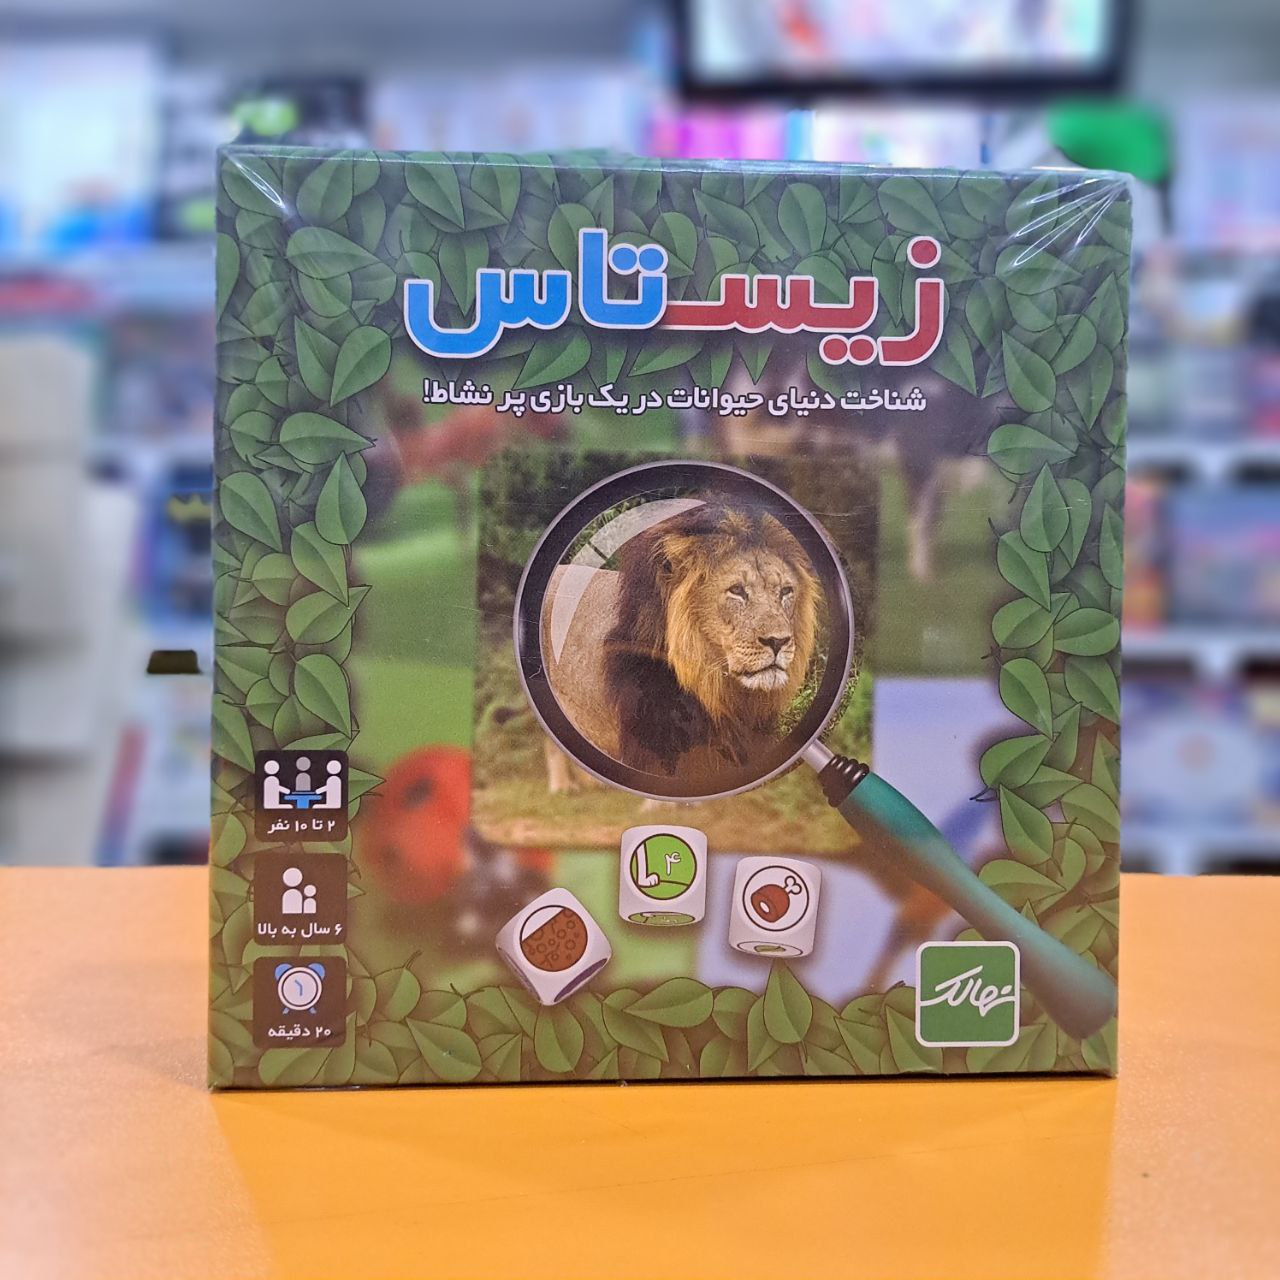 زیستاس
شناخت دنیای حیوانات در یک بازی پر نشاط!
۴
۲ تا ۱۰ نفر
۶ سال به بالا
۲۰ دقیقه